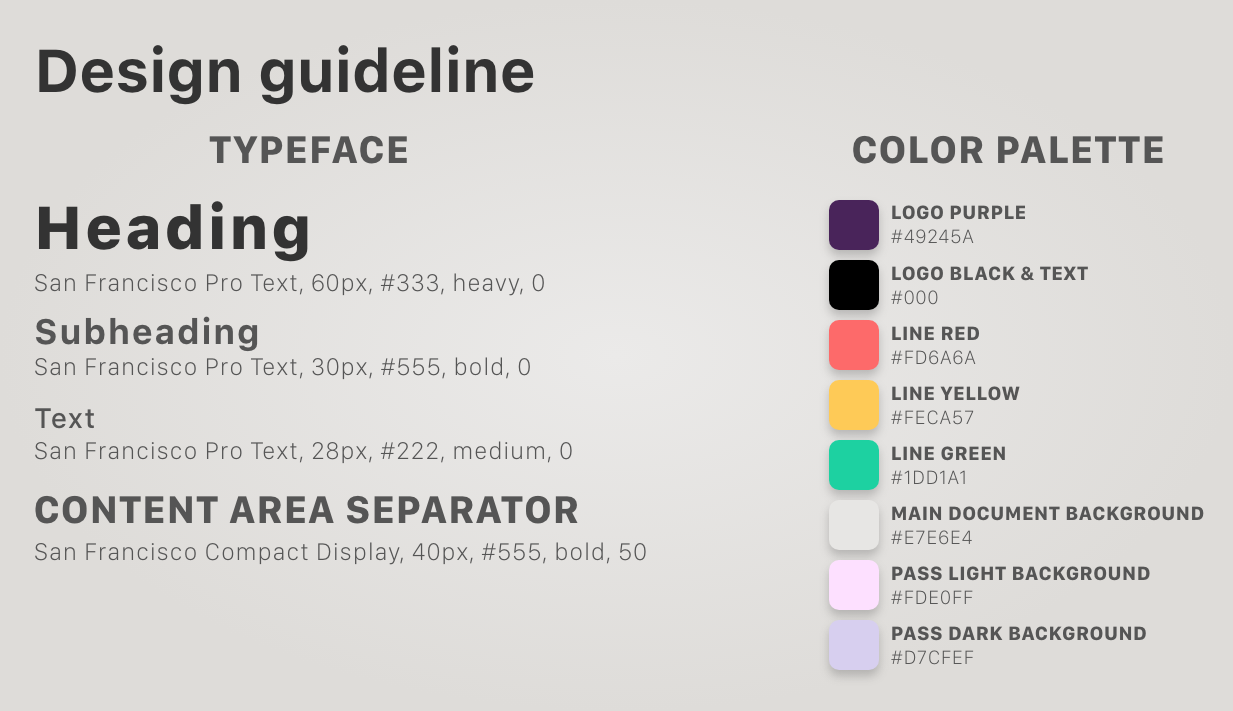 Design guideline
TYPEFACE
Heading
San Francisco Pro Text, 60px, #333, heavy, 0
Subheading
San Francisco Pro Text, 30px, #555, bold, 0
Text
San Francisco Pro Text, 28px, #222, medium, 0
CONTENT AREA SEPARATOR
San Francisco Compact Display, 40px, #555, bold, 50
COLOR PALETTE
LOGO PURPLE
#49245A
LOGO BLACK & TEXT
#000
LINE RED
#FD6A6A
LINE YELLOW
#FECA57
LINE GREEN
#1DD1A1
MAIN DOCUMENT BACKGROUND
#E7E6E4
PASS LIGHT BACKGROUND
#FDE0FF
PASS DARK BACKGROUND
#D7CFEF